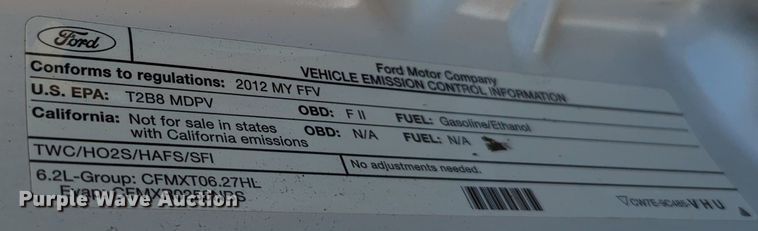 Ford
Ford Motor Company
VEHICLE EMISSION CONTROL INFORMATION
Conforms to regulations: 2012 MY FFV
U.S. EPA: T2B8 MDPV OBD: F II FUEL: Gasoline/Ethanol
California: Not for sale in states with California emissions OBD: N/A FUEL: N/A
TWC/HO2S/HAFS/SFI
No adjustments needed.
6.2L-Group: CFMXT06.27HL
Evap:
VHU
Purple Wave Auction